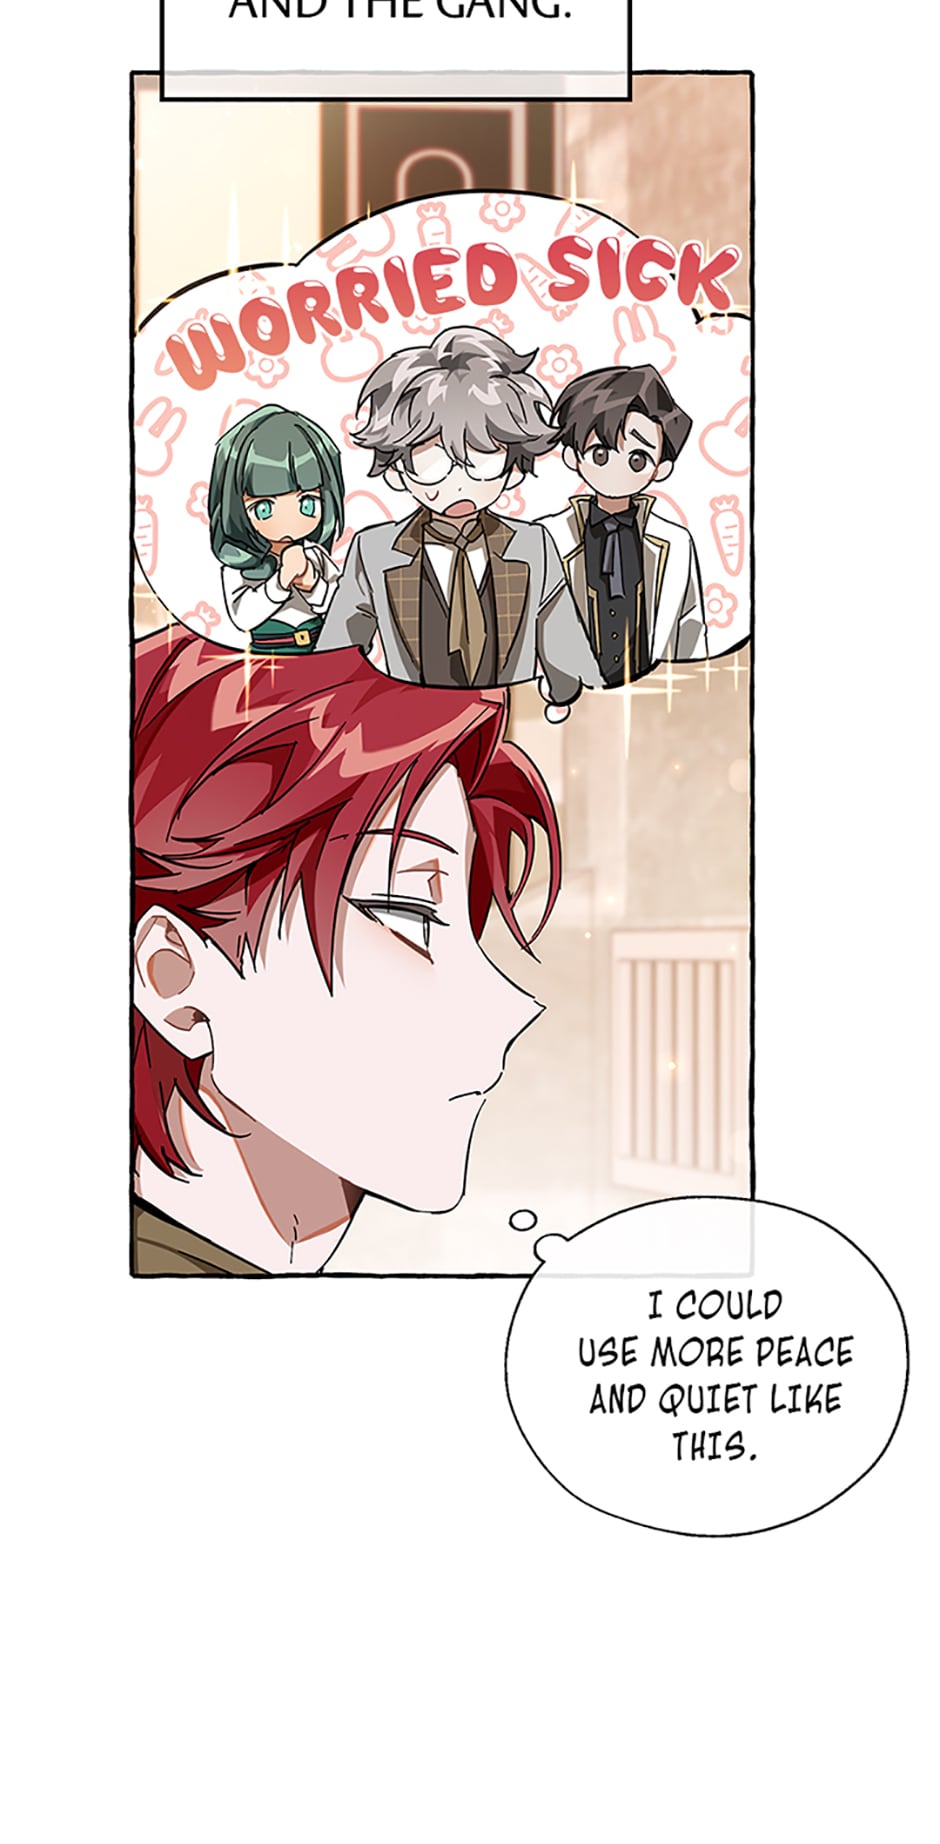 AND THE GANG.
WORRIED SICK
I COULD
USE MORE PEACE
AND QUIET LIKE
THIS.